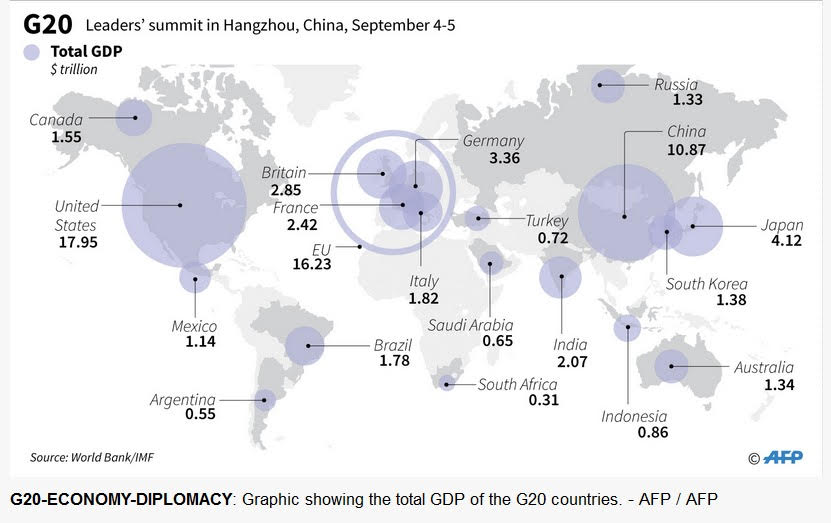 G20 Leaders' summit in Hangzhou, China, September 4-5
Total GDP
$ trillion
Canada
1.55
United
States
17.95
Mexico
1.14
Argentina
0.55
Brazil
1.78
Britain
2.85
France
2.42
EU
16.23
Germany
3.36
Italy
1.82
Turkey
0.72
Saudi Arabia
0.65
South Africa
0.31
Russia
1.33
China
10.87
Japan
4.12
South Korea
1.38
India
2.07
Indonesia
0.86
Australia
1.34
Source: World Bank/IMF
© AFP
G20-ECONOMY-DIPLOMACY: Graphic showing the total GDP of the G20 countries. - AFP / AFP